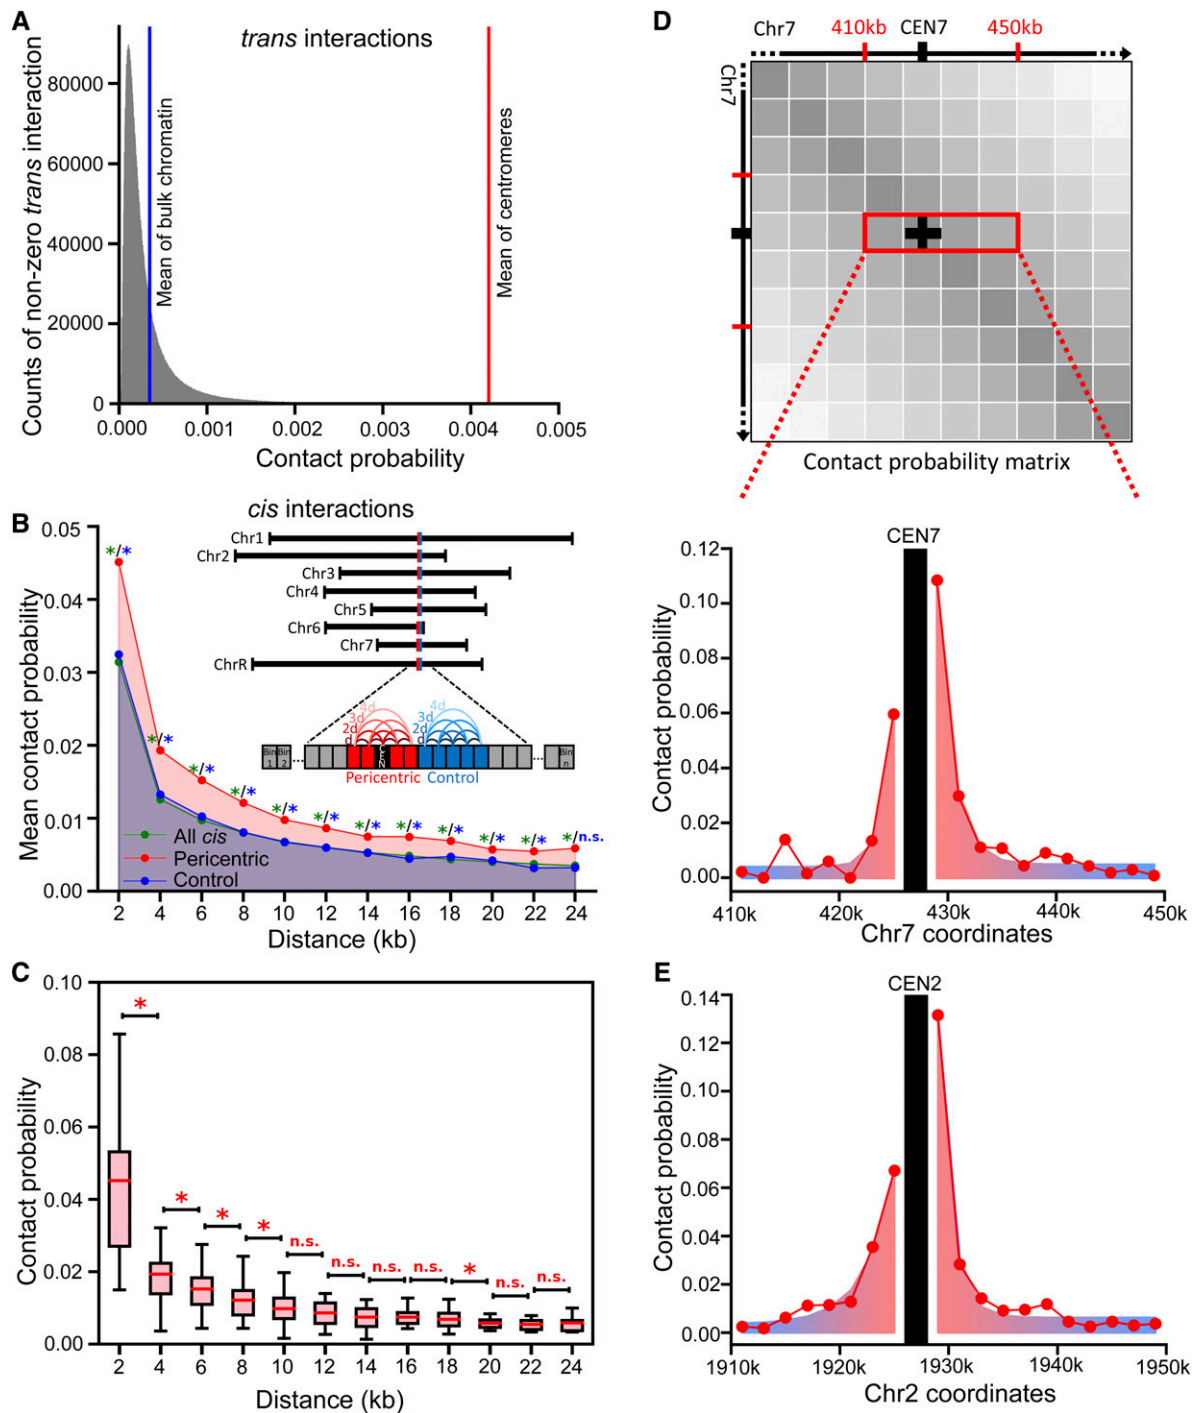 A
trans interactions
Counts of non-zero trans interaction
80000
60000
40000
20000
0
Mean of bulk chromatin
Mean of centromeres
0.000 0.001 0.002 0.003 0.004 0.005
Contact probability
B
cis interactions
Mean contact probability
0.05
0.04
0.03
0.02
0.01
0.00
*/* */* */* */* */* */* */* */* */* */* */* */n.s.
Chr1
Chr2
Chr3
Chr4
Chr5
Chr6
Chr7
ChrR
4d 4d
3d 3d
2d 2d
d d
Bin 1 Bin 2 ... CEN ... Bin n
Pericentric Control
All cis
Pericentric
Control
2 4 6 8 10 12 14 16 18 20 22 24
Distance (kb)
C
Contact probability
0.10
0.08
0.06
0.04
0.02
0.00
* * * * n.s. n.s. n.s. n.s. * n.s. n.s.
2 4 6 8 10 12 14 16 18 20 22 24
Distance (kb)
D
Chr7 410kb CEN7 450kb
Chr7
Contact probability matrix
CEN7
Contact probability
0.12
0.10
0.08
0.06
0.04
0.02
0.00
410k 420k 430k 440k 450k
Chr7 coordinates
E
CEN2
Contact probability
0.14
0.12
0.10
0.08
0.06
0.04
0.02
0.00
1910k 1920k 1930k 1940k 1950k
Chr2 coordinates